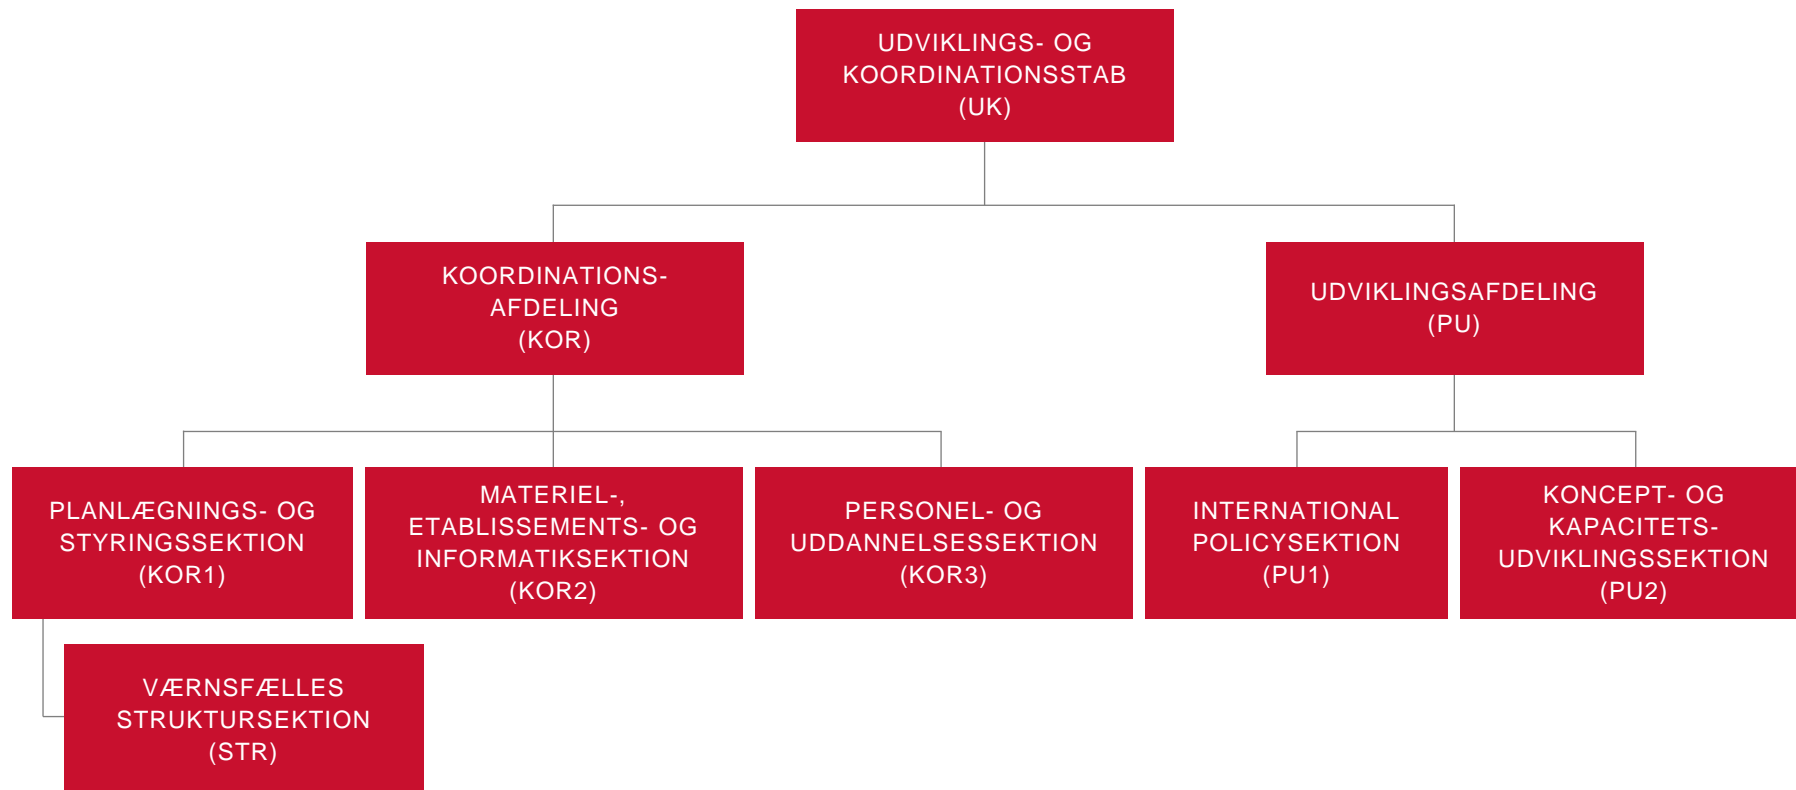 UDVIKLINGS- OG
KOORDINATIONSSTAB
(UK)
KOORDINATIONS-
AFDELING
(KOR)
UDVIKLINGSAFDELING
(PU)
PLANLÆGNINGS- OG
STYRINGSSEKTION
(KOR1)
MATERIEL-,
ETABLISSEMENTS- OG
INFORMATIKSEKTION
(KOR2)
PERSONEL- OG
UDDANNELSESSEKTION
(KOR3)
INTERNATIONAL
POLICYSEKTION
(PU1)
KONCEPT- OG
KAPACITETS-
UDVIKLINGSSEKTION
(PU2)
VÆRNSFÆLLES
STRUKTURSEKTION
(STR)